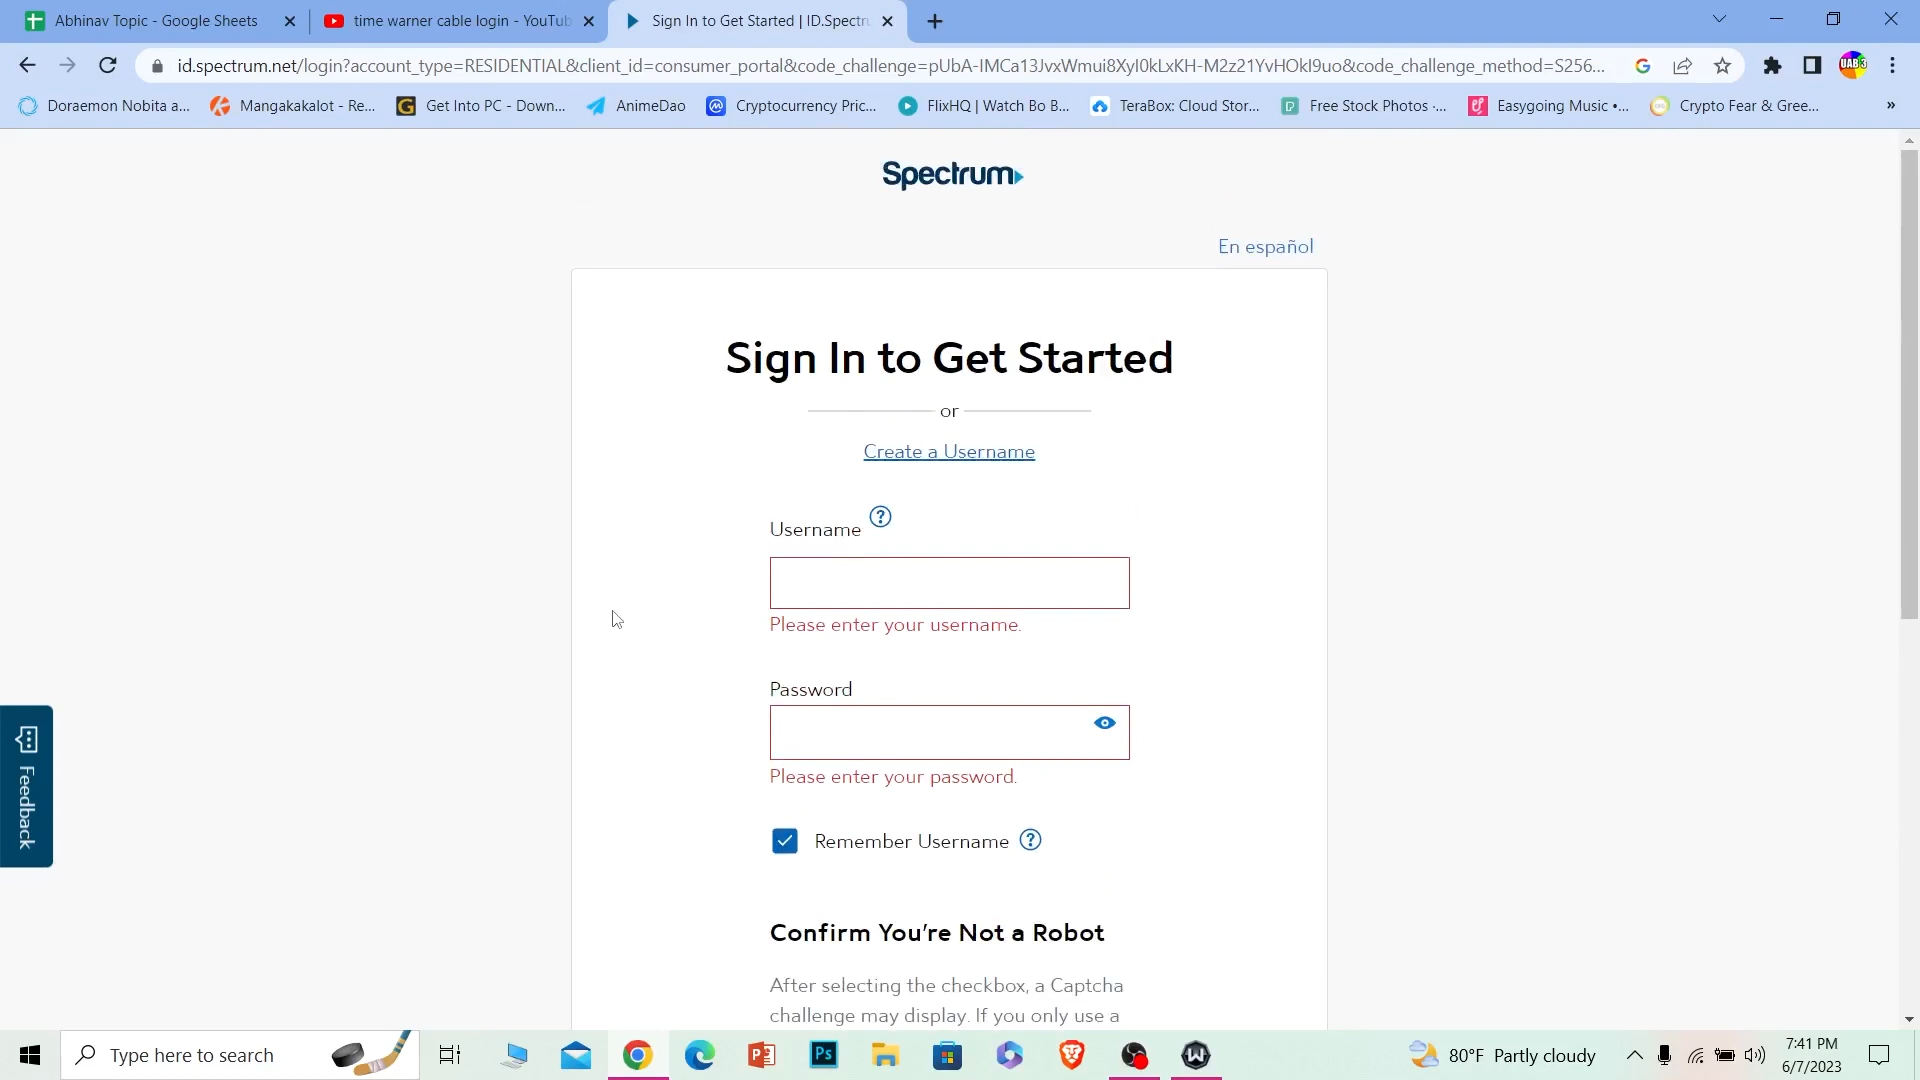 Abhinav Topic - Google Sheets
time warner cable login - YouTub
Sign In to Get Started | ID.Spectru
id.spectrum.net/login?account_type=RESIDENTIAL&client_id=consumer_portal&code_challenge=pUbA-IMCa13JvxWmui8XyI0kLxKH-M2z21YvHOkI9uo&code_challenge_method=S256...
UAB 3
Doraemon Nobita a...
Mangakakalot - Re...
Get Into PC - Down...
AnimeDao
Cryptocurrency Pric...
FlixHQ | Watch Bo B...
TeraBox: Cloud Stor...
Free Stock Photos ·...
Easygoing Music •...
Crypto Fear & Gree...
»
Spectrum
En español
Sign In to Get Started
or
Create a Username
Username
Please enter your username.
Password
Please enter your password.
Remember Username
Feedback
Confirm You're Not a Robot
After selecting the checkbox, a Captcha
challenge may display. If you only use a
Type here to search
80°F Partly cloudy
7:41 PM
6/7/2023